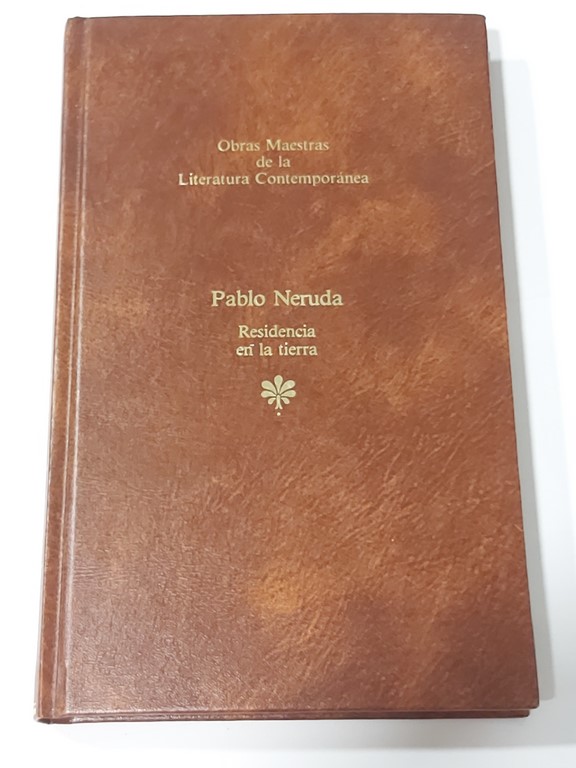 Obras Maestras
de la
Literatura Contemporánea
Pablo Neruda
Residencia
en la tierra